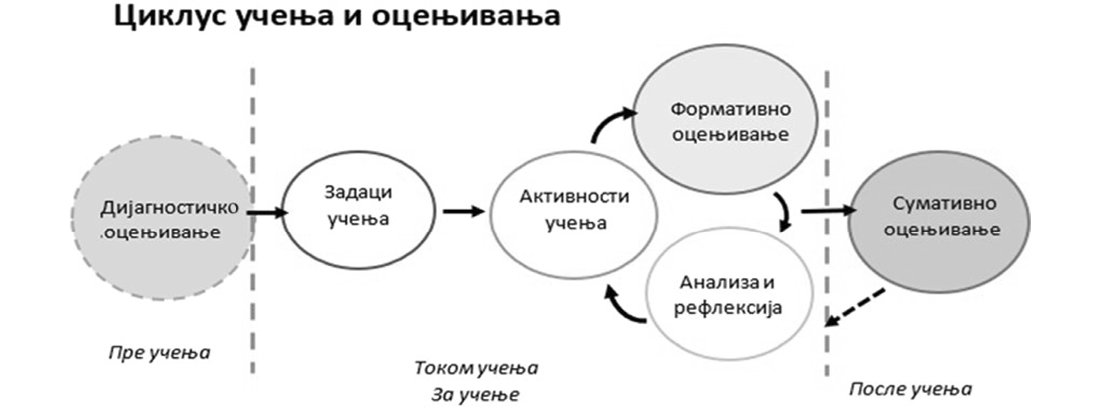 Циклус учења и оцењивања
Дијагностичко
.оцењивање
Задаци
учења
Активности
учења
Формативно
оцењивање
Анализа и
рефлексија
Сумативно
оцењивање
Пре учења
Током учења
За учење
После учења